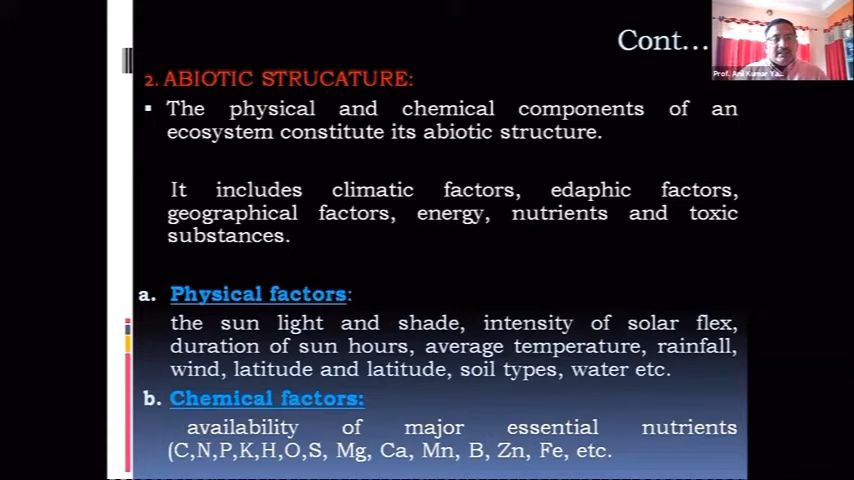 Cont...
Prof. Anil Kumar Ya...
2. ABIOTIC STRUCATURE:
▪ The physical and chemical components of an
ecosystem constitute its abiotic structure.
It includes climatic factors, edaphic factors,
geographical factors, energy, nutrients and toxic
substances.
a. Physical factors:
the sun light and shade, intensity of solar flex,
duration of sun hours, average temperature, rainfall,
wind, latitude and latitude, soil types, water etc.
b. Chemical factors:
availability of major essential nutrients
(C,N,P,K,H,O,S, Mg, Ca, Mn, B, Zn, Fe, etc.